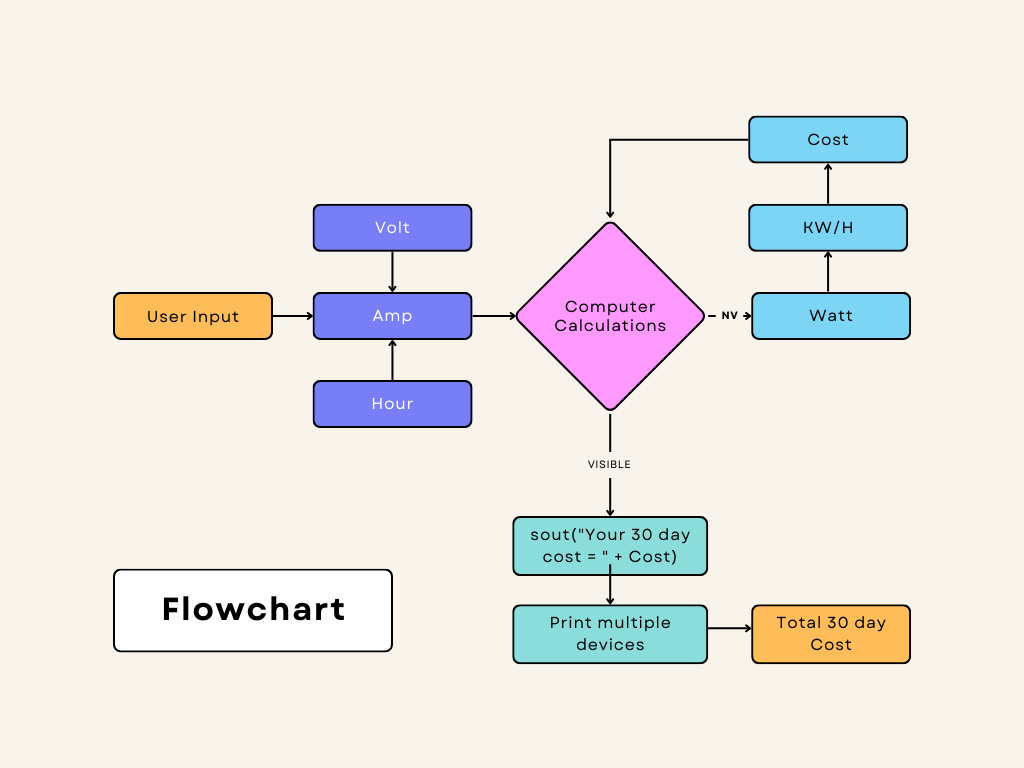 Cost
Volt
KW/H
User Input
Amp
Computer
Calculations
NV
Watt
Hour
VISIBLE
sout("Your 30 day
cost = " + Cost)
Flowchart
Print multiple
devices
Total 30 day
Cost